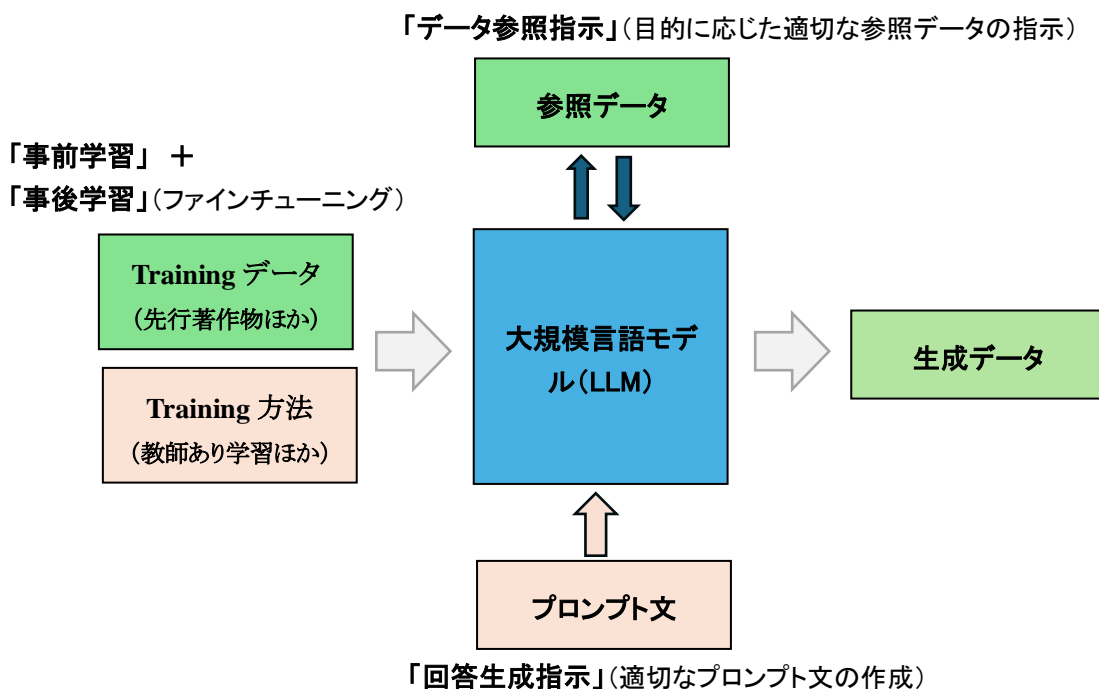 「データ参照指示」(目的に応じた適切な参照データの指示)
参照データ
「事前学習」 +
「事後学習」(ファインチューニング)
Training データ
(先行著作物ほか)
Training 方法
(教師あり学習ほか)
大規模言語モデ
ル(LLM)
生成データ
プロンプト文
「回答生成指示」(適切なプロンプト文の作成)